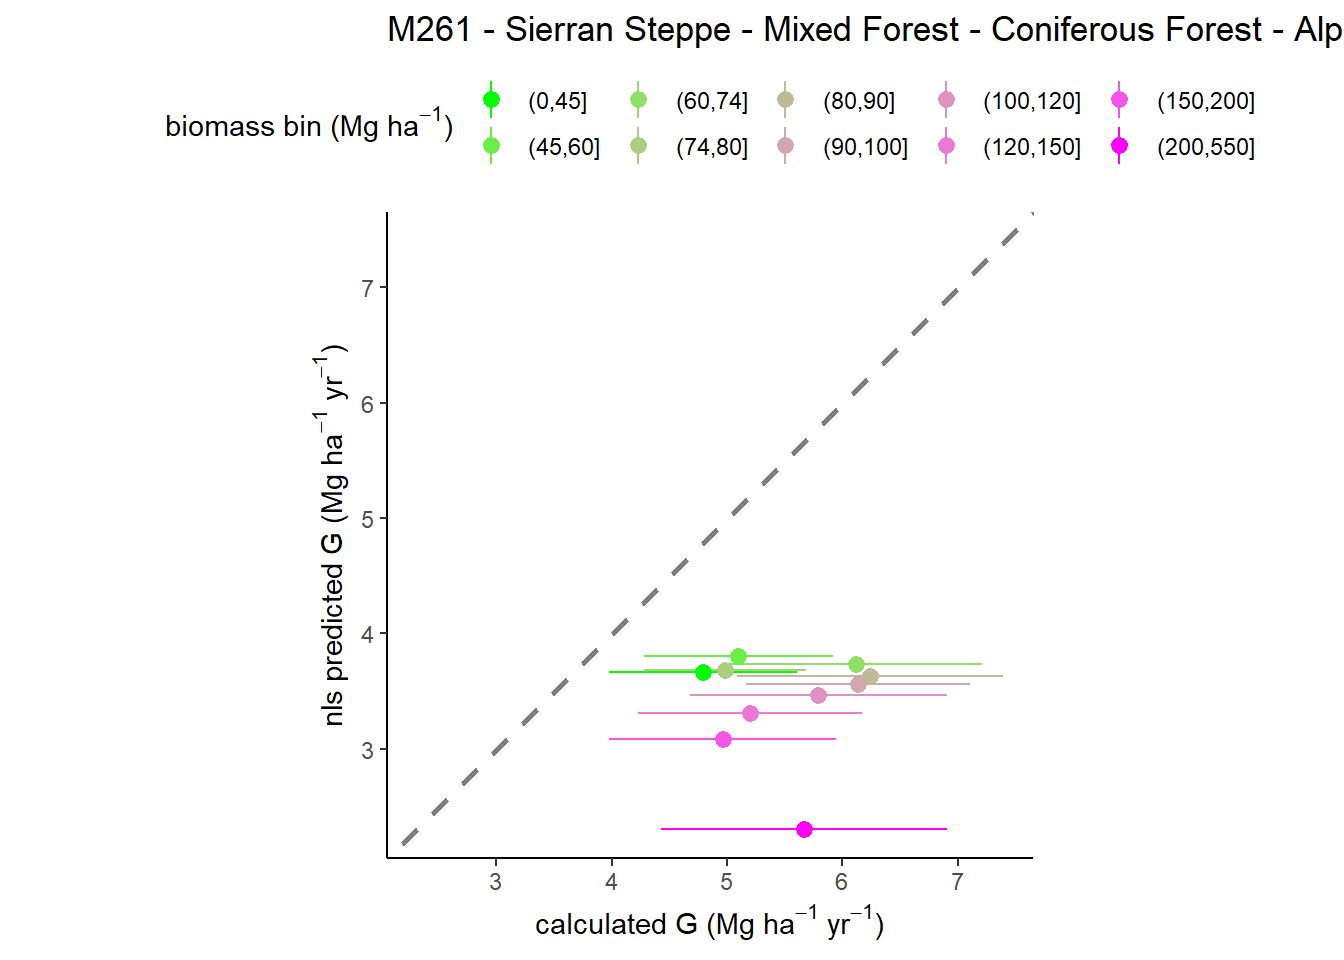 M261 - Sierran Steppe - Mixed Forest - Coniferous Forest - Alp
biomass bin (Mg ha⁻¹)
(0,45] (60,74] (80,90] (100,120] (150,200]
(45,60] (74,80] (90,100] (120,150] (200,550]
nls predicted G (Mg ha⁻¹ yr⁻¹)
7
6
5
4
3
3 4 5 6 7
calculated G (Mg ha⁻¹ yr⁻¹)